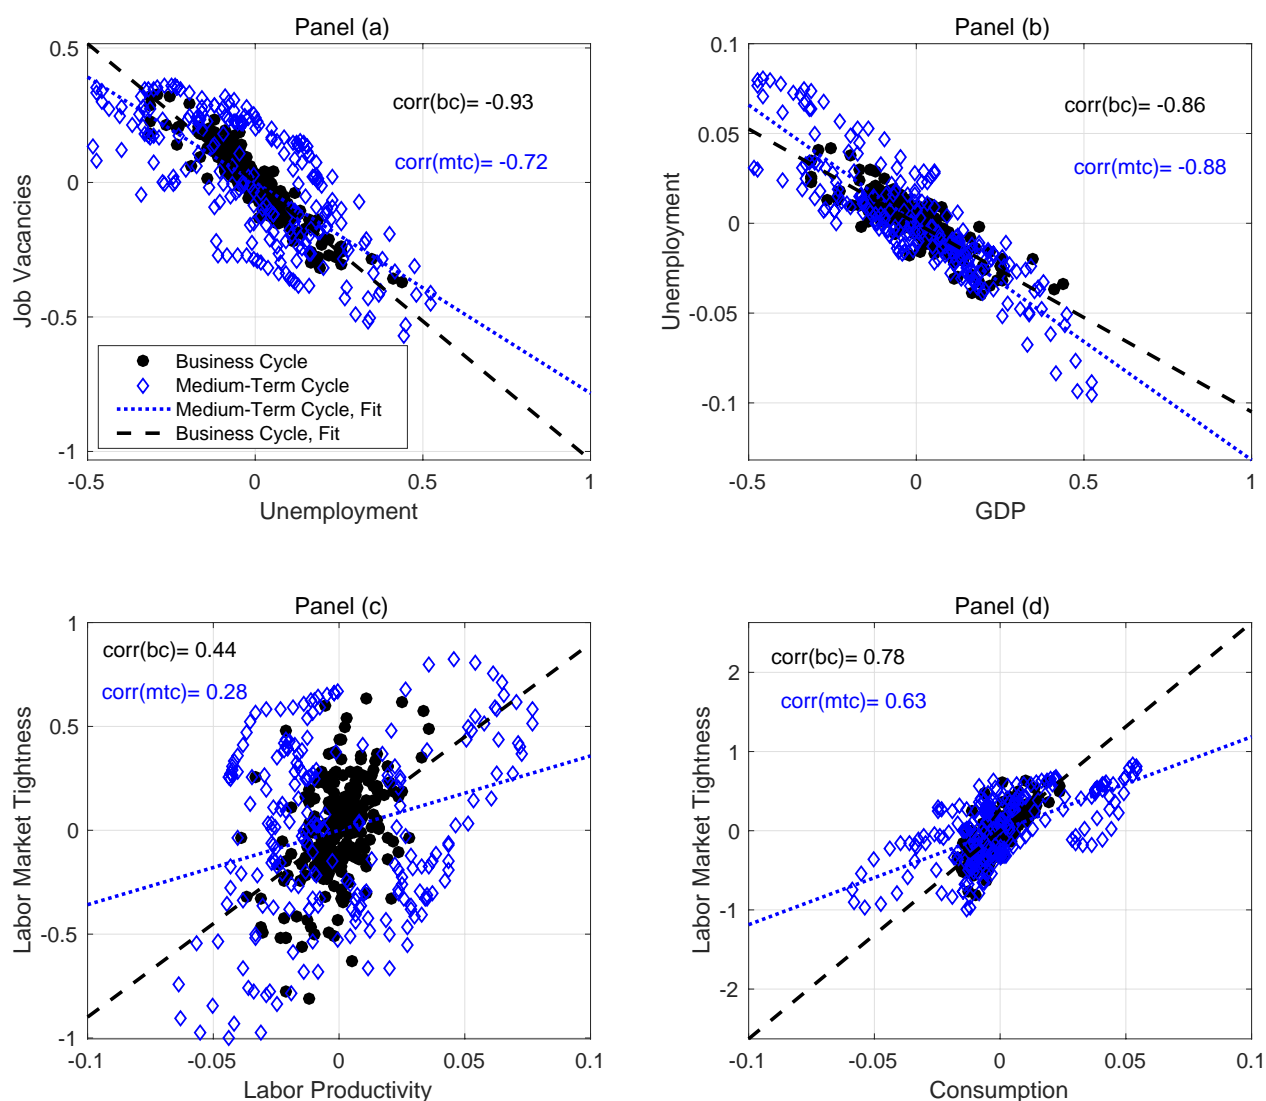 Panel (a)
0.5
0
-0.5
-1
Job Vacancies
corr(bc)= -0.93
corr(mtc)= -0.72
Business Cycle
Medium-Term Cycle
Medium-Term Cycle, Fit
Business Cycle, Fit
-0.5
0
0.5
1
Unemployment
Panel (b)
0.1
0.05
0
-0.05
-0.1
Unemployment
corr(bc)= -0.86
corr(mtc)= -0.88
-0.5
0
0.5
1
GDP
Panel (c)
1
0.5
0
-0.5
-1
Labor Market Tightness
corr(bc)= 0.44
corr(mtc)= 0.28
-0.1
-0.05
0
0.05
0.1
Labor Productivity
Panel (d)
2
1
0
-1
-2
Labor Market Tightness
corr(bc)= 0.78
corr(mtc)= 0.63
-0.1
-0.05
0
0.05
0.1
Consumption